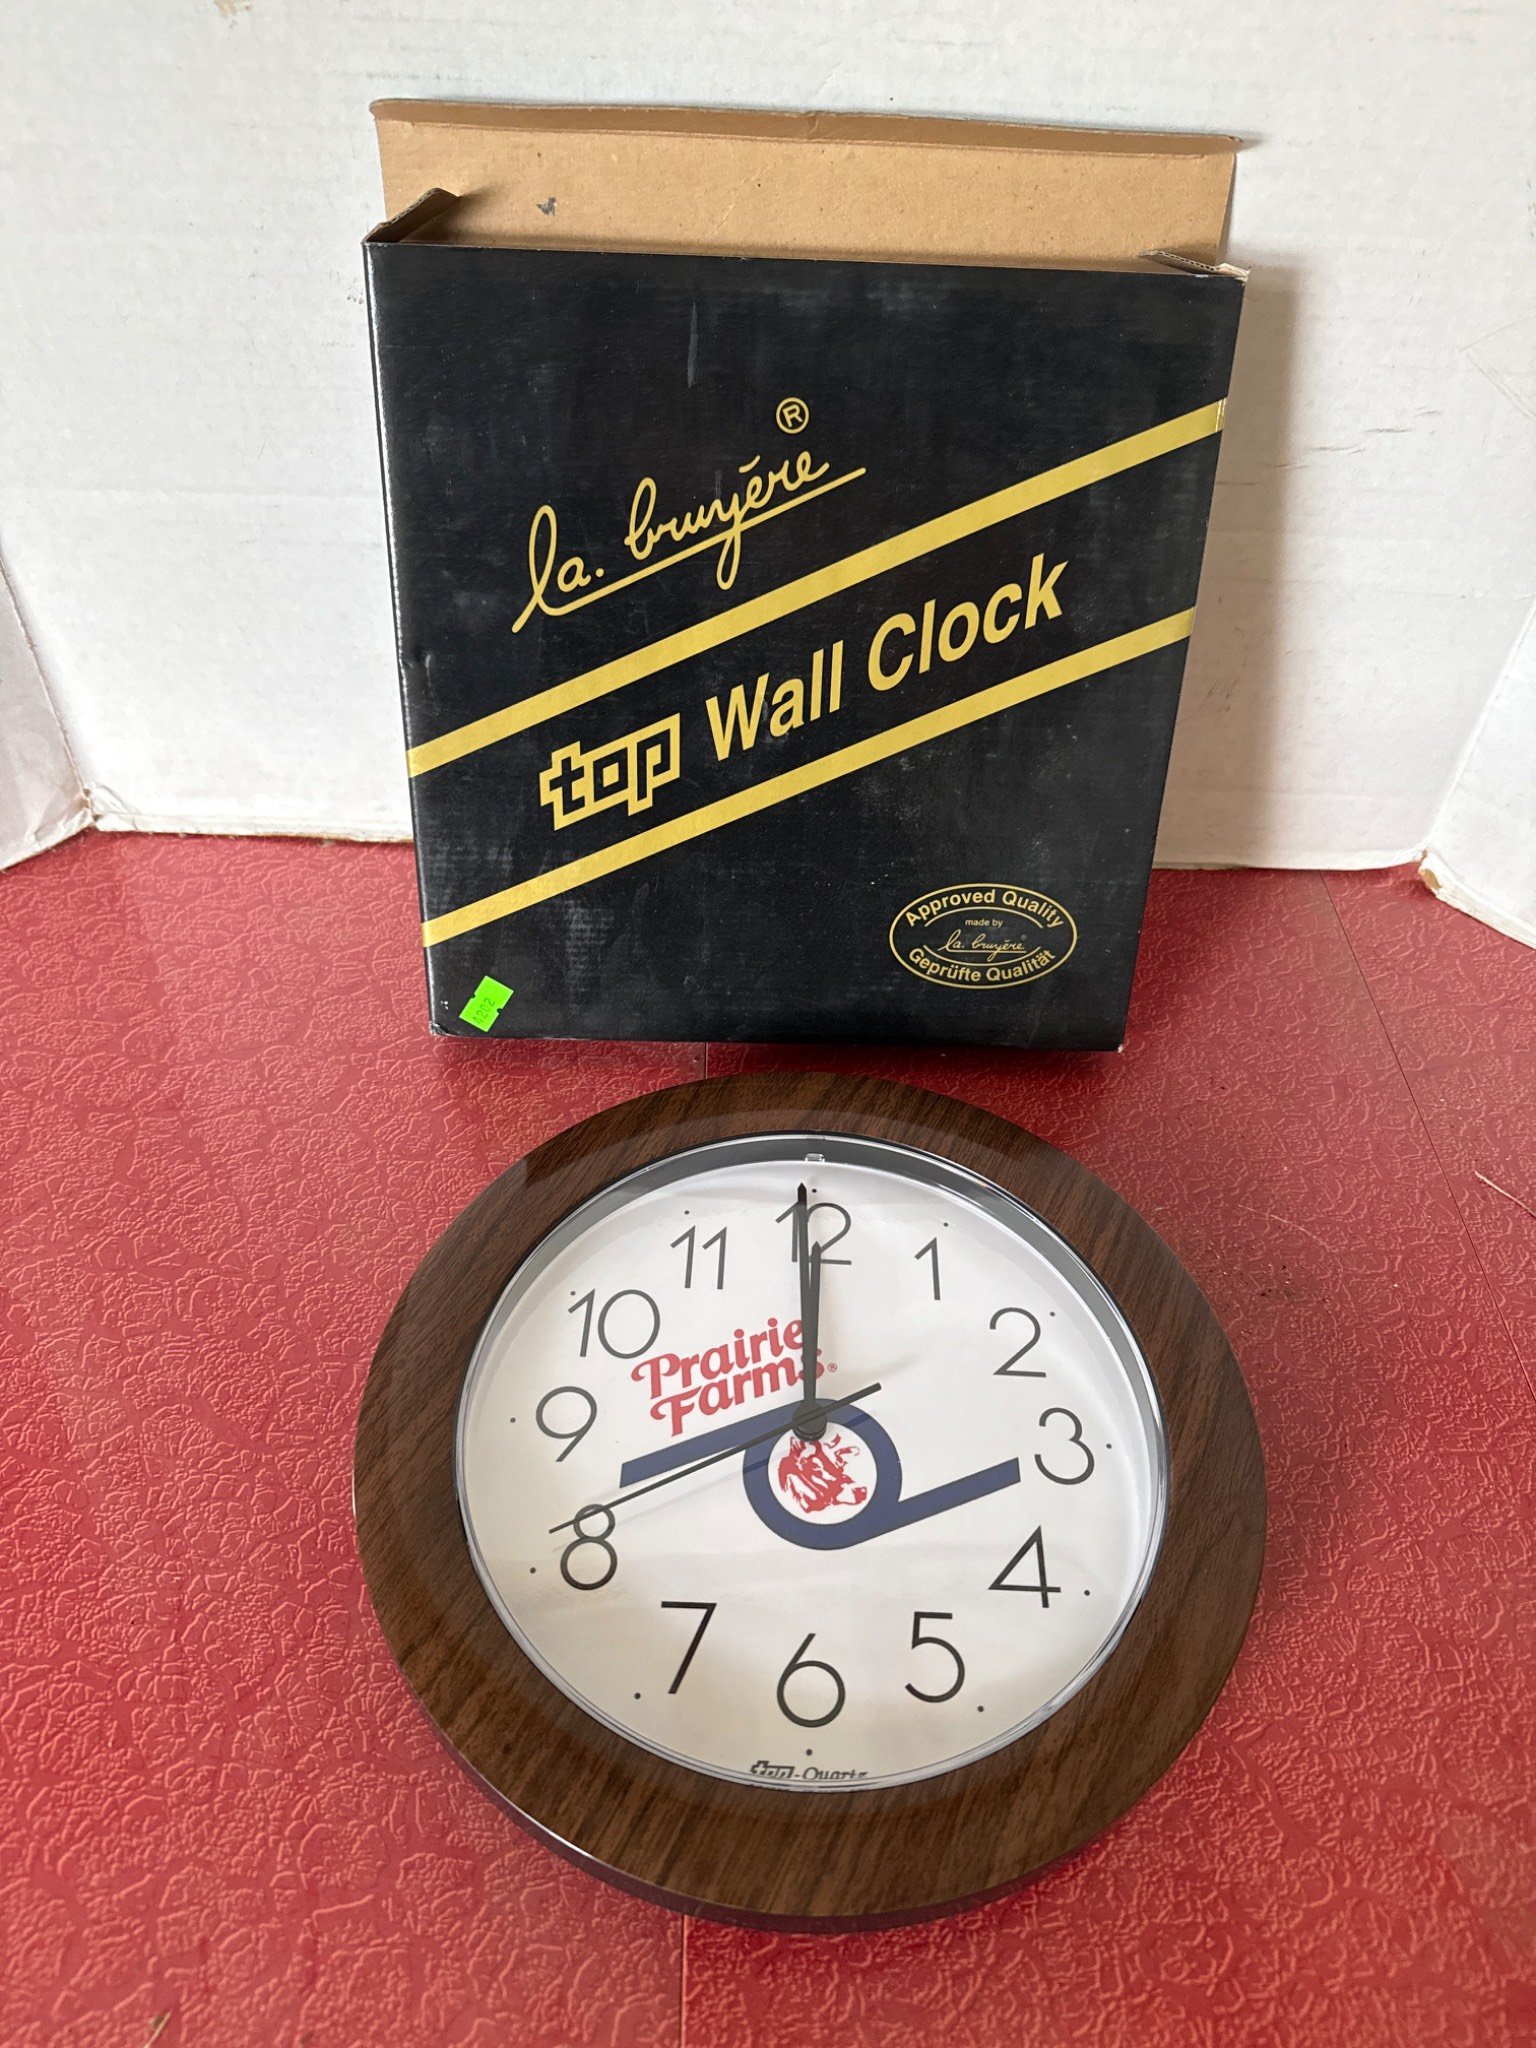 la. bruyère®
top Wall Clock
Approved Quality
made by
la. bruyère®
Geprüfte Qualität
A202
12
1
2
3
4
5
6
7
8
9
10
11
Prairie
Farms®
top-Quartz